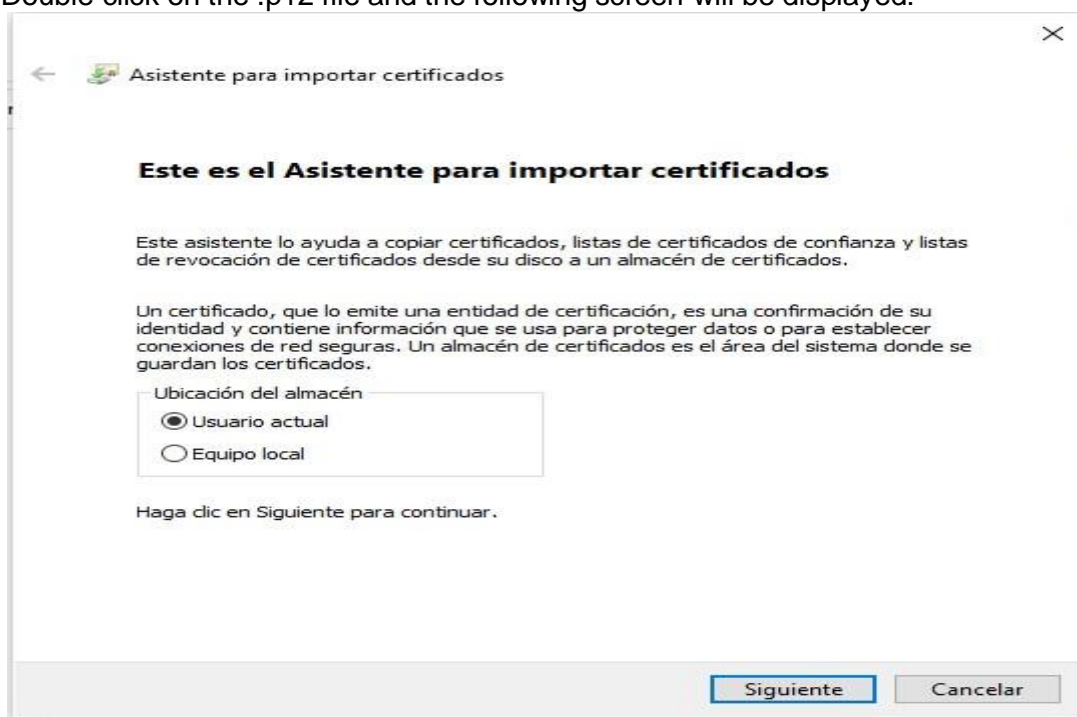 Double-click on the .p12 file and the following screen will be displayed.
Asistente para importar certificados
Este es el Asistente para importar certificados
Este asistente lo ayuda a copiar certificados, listas de certificados de confianza y listas
de revocación de certificados desde su disco a un almacén de certificados.
Un certificado, que lo emite una entidad de certificación, es una confirmación de su
identidad y contiene información que se usa para proteger datos o para establecer
conexiones de red seguras. Un almacén de certificados es el área del sistema donde se
guardan los certificados.
Ubicación del almacén
Usuario actual
Equipo local
Haga clic en Siguiente para continuar.
Siguiente
Cancelar